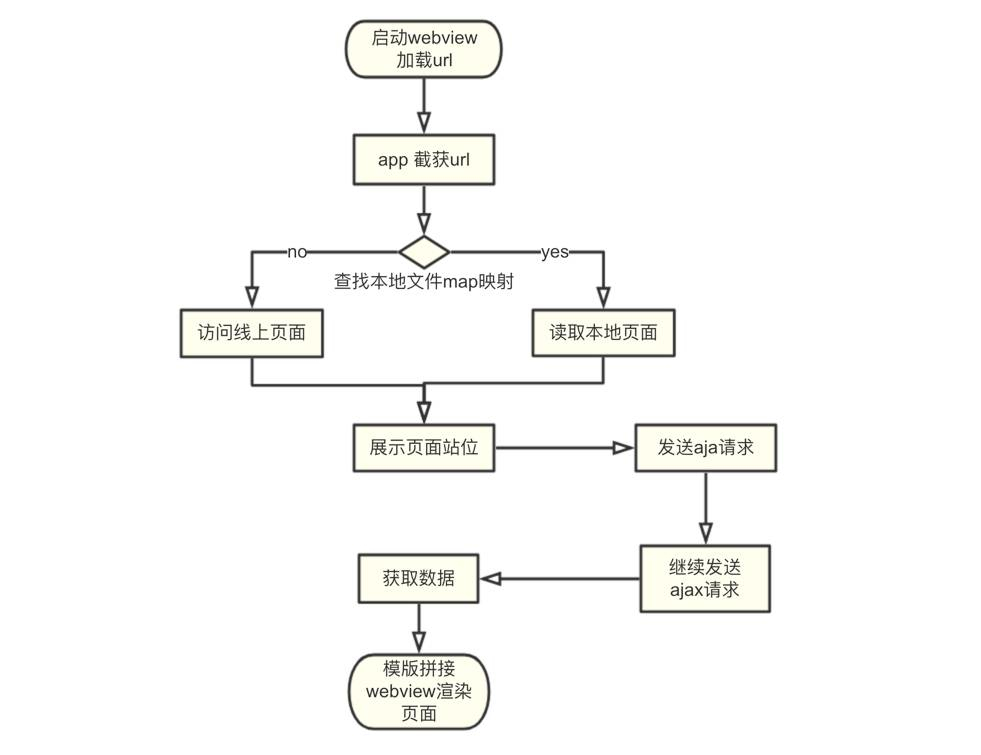 启动webview
加载url
app 截获url
no
yes
查找本地文件map映射
访问线上页面
读取本地页面
展示页面站位
发送aja请求
继续发送
ajax请求
获取数据
模版拼接
webview渲染
页面